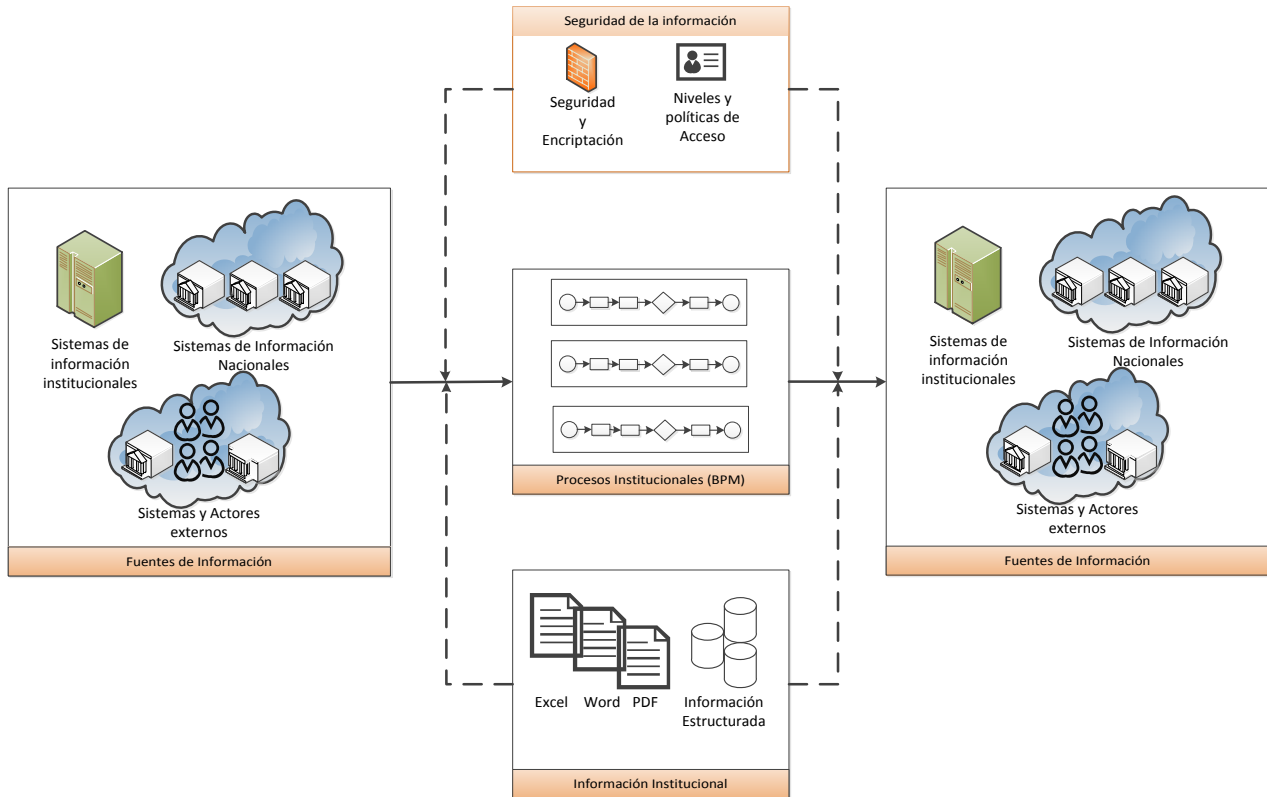 Seguridad de la información
Seguridad
y
Encriptación
Niveles y
políticas de
Acceso
Sistemas de
información
institucionales
Sistemas de Información
Nacionales
Sistemas y Actores
externos
Fuentes de Información
Procesos Institucionales (BPM)
Sistemas de
información
institucionales
Sistemas de Información
Nacionales
Sistemas y Actores
externos
Fuentes de Información
Excel
Word
PDF
Información
Estructurada
Información Institucional